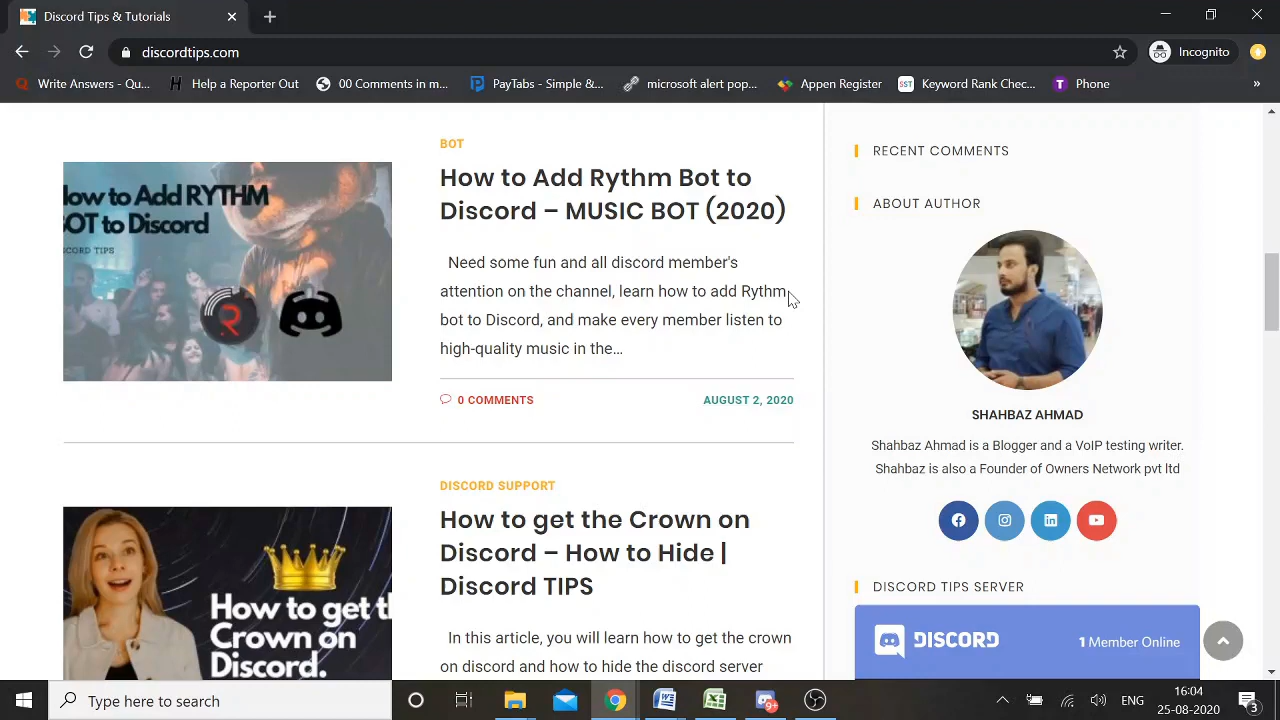 Discord Tips & Tutorials
discordtips.com
Incognito
Write Answers - Qu...
Help a Reporter Out
00 Comments in m...
PayTabs - Simple &...
microsoft alert pop...
Appen Register
SST
Keyword Rank Chec...
T
Phone
»
How to Add RYTHM
BOT to Discord
CORD TIPS
BOT
How to Add Rythm Bot to
Discord – MUSIC BOT (2020)
Need some fun and all discord member's
attention on the channel, learn how to add Rythm
bot to Discord, and make every member listen to
high-quality music in the...
0 COMMENTS
AUGUST 2, 2020
How to get th
Crown on
Discord.
DISCORD SUPPORT
How to get the Crown on
Discord – How to Hide |
Discord TIPS
In this article, you will learn how to get the crown
on discord and how to hide the discord server
RECENT COMMENTS
ABOUT AUTHOR
SHAHBAZ AHMAD
Shahbaz Ahmad is a Blogger and a VoIP testing writer.
Shahbaz is also a Founder of Owners Network pvt ltd
DISCORD TIPS SERVER
DISCORD
1 Member Online
Type here to search
9+
ENG
16:04
25-08-2020
3